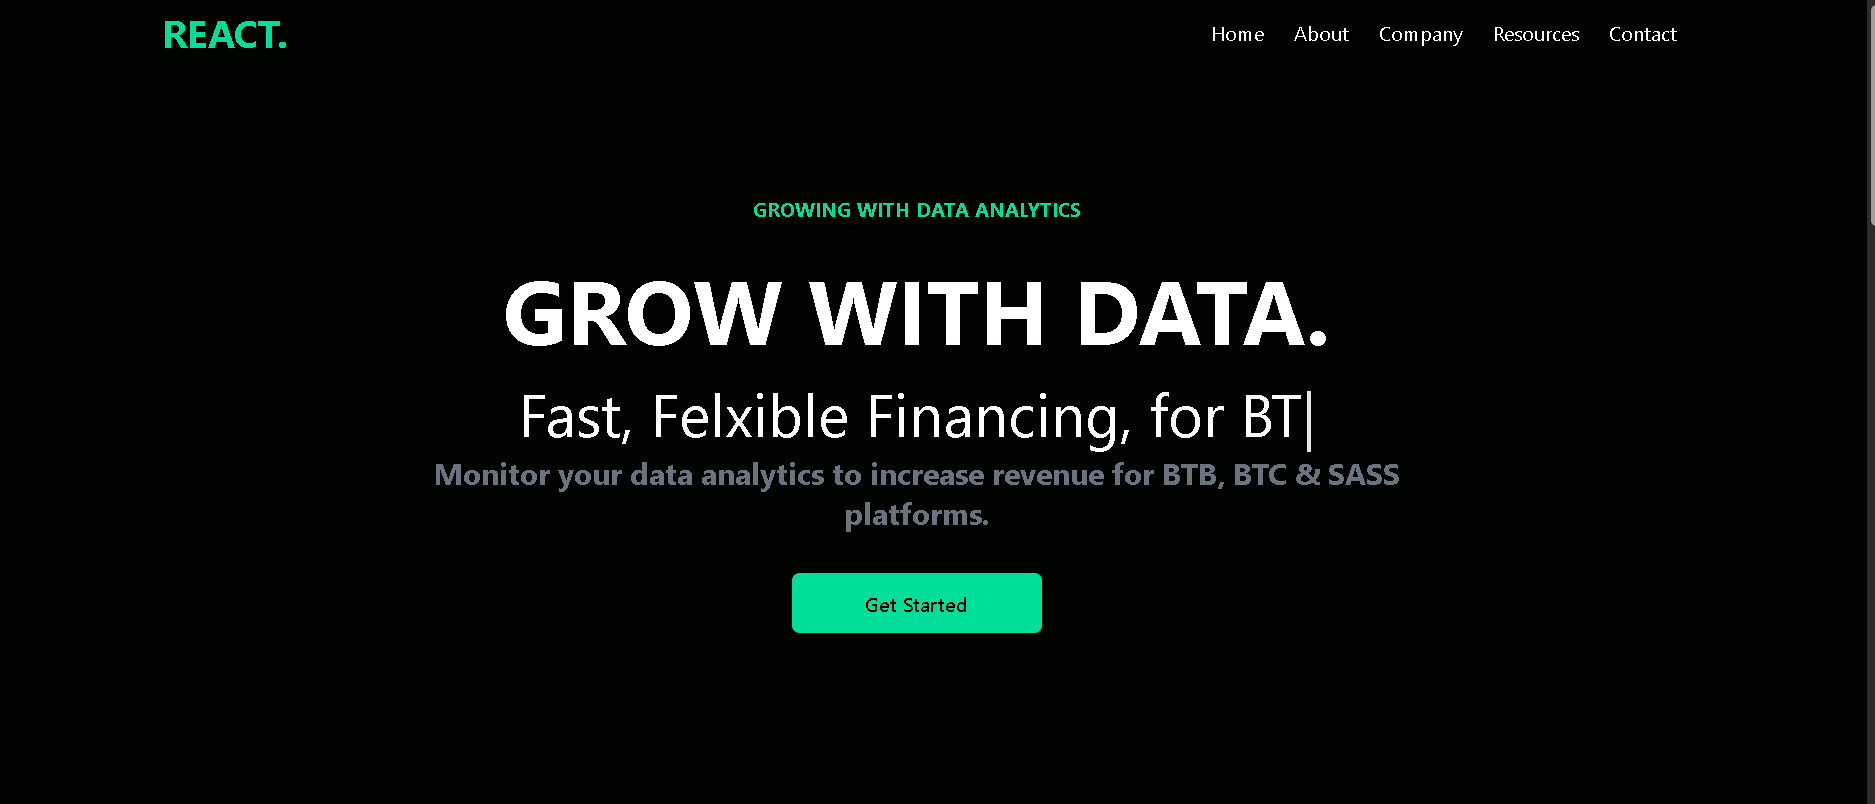 REACT.
Home About Company Resources Contact
GROWING WITH DATA ANALYTICS
GROW WITH DATA.
Fast, Felxible Financing, for BT|
Monitor your data analytics to increase revenue for BTB, BTC & SASS
platforms.
Get Started